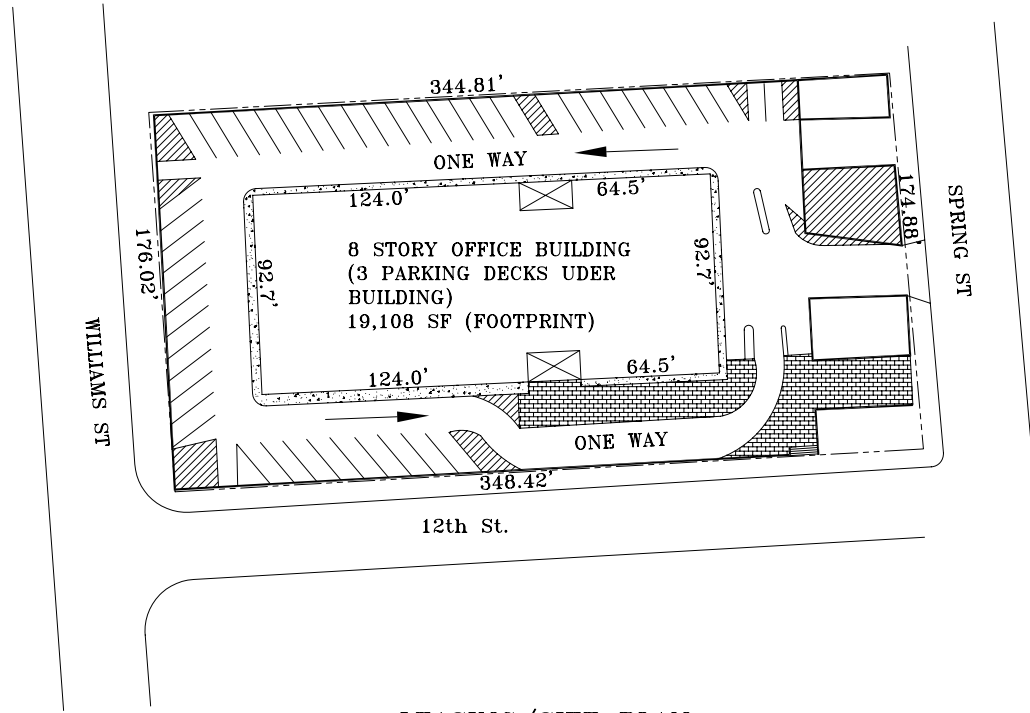 344.81'
ONE WAY
124.0'
64.5'
174.88'
SPRING ST
176.02'
92.7'
92.7'
8 STORY OFFICE BUILDING
(3 PARKING DECKS UDER
BUILDING)
19,108 SF (FOOTPRINT)
WILLIAMS ST
124.0'
64.5'
ONE WAY
348.42'
12th St.